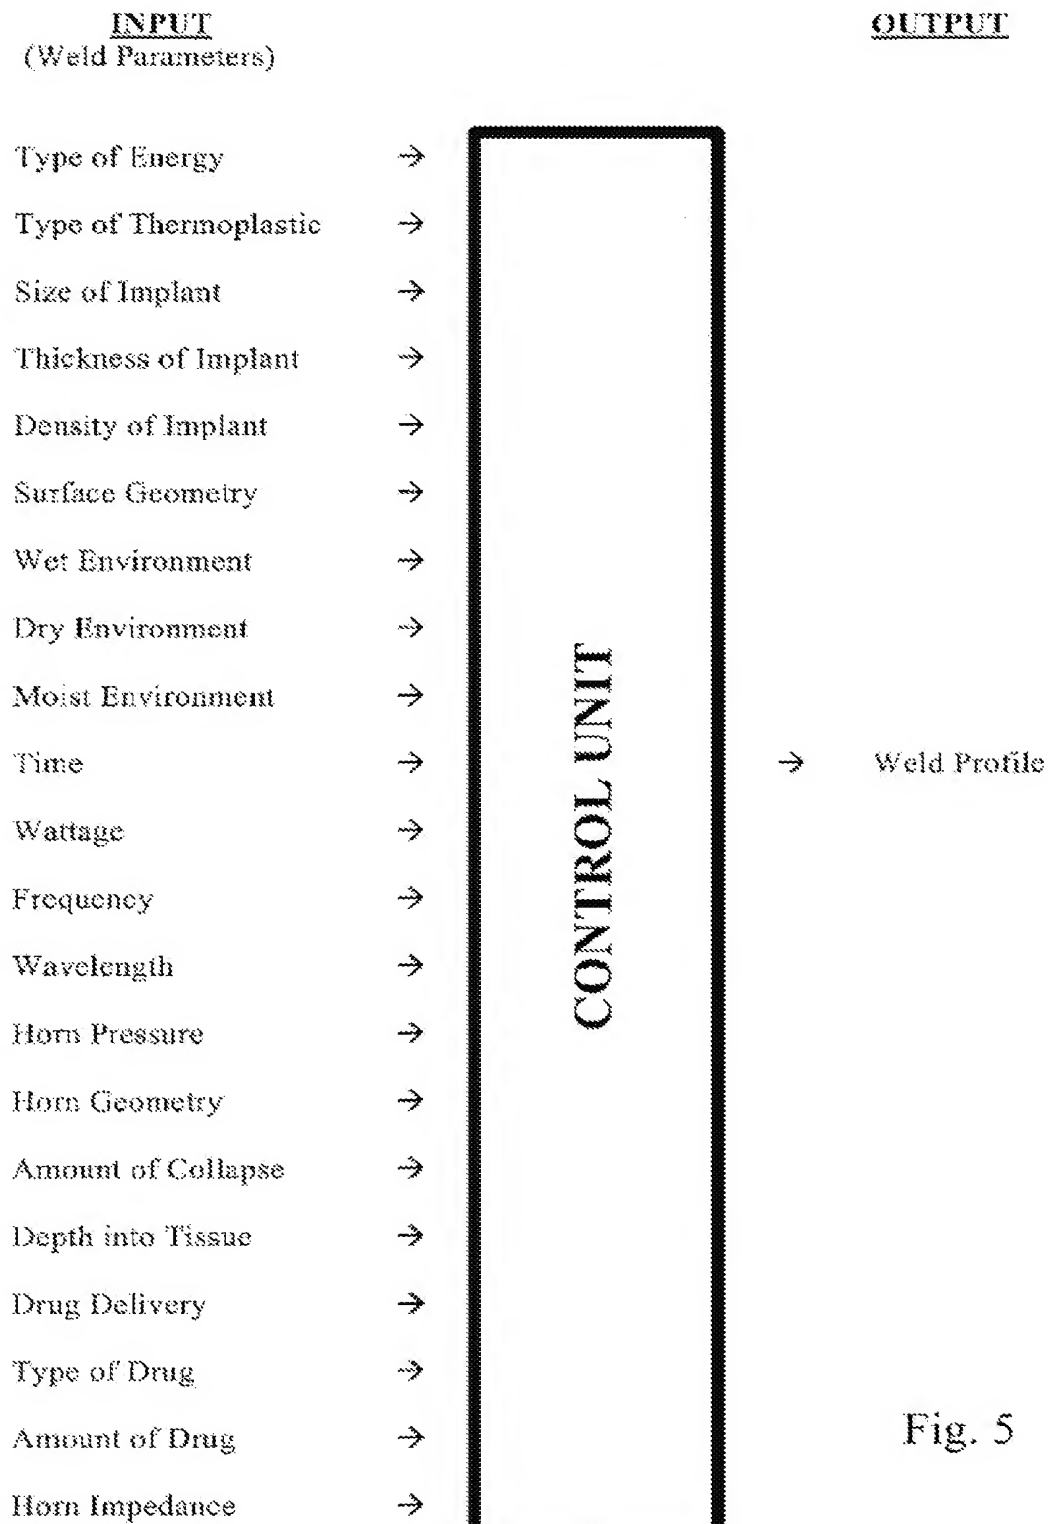 INPUT
OUTPUT
(Weld Parameters)
Type of Energy →
Type of Thermoplastic →
Size of Implant →
Thickness of Implant →
Density of Implant →
Surface Geometry →
Wet Environment →
Dry Environment →
Moist Environment →
Time →
→ Weld Profile
Wattage →
Frequency →
Wavelength →
Horn Pressure →
Horn Geometry →
Amount of Collapse →
Depth into Tissue →
Drug Delivery →
Type of Drug →
Amount of Drug →
Horn Impedance →
CONTROL UNIT
Fig. 5